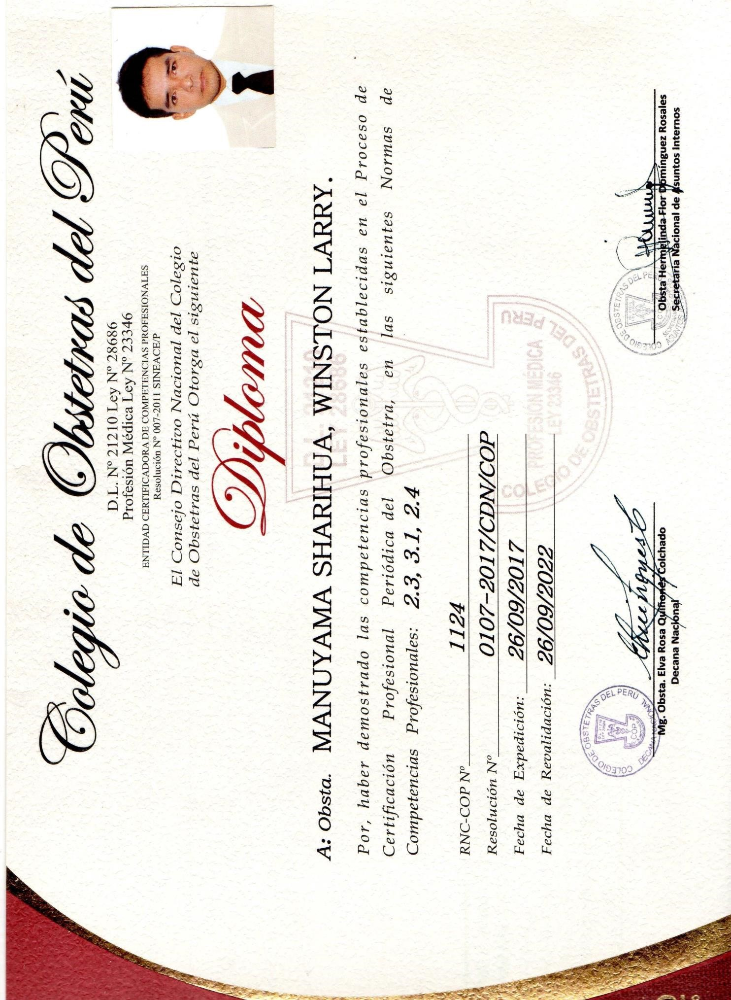 Colegio de Obstetras del Perú
D.L. Nº 21210 Ley Nº 28686
Profesión Médica Ley Nº 23346
ENTIDAD CERTIFICADORA DE COMPETENCIAS PROFESIONALES
Resolución Nº 007-2011 SINEACE/P
El Consejo Directivo Nacional del Colegio
de Obstetras del Perú Otorga el siguiente
Diploma
A: Obsta. MANUYAMA SHARIHUA, WINSTON LARRY.
Por, haber demostrado las competencias profesionales establecidas en el Proceso de
Certificación Profesional Periódica del Obstetra, en las siguientes Normas de
Competencias Profesionales: 2.3, 3.1, 2.4
RNC-COP Nº 1124
Resolución Nº 0107-2017/CDN/COP
Fecha de Expedición: 26/09/2017
Fecha de Revalidación: 26/09/2022
D.L. 21210
LEY 28686
PROFESIÓN MÉDICA
LEY 23346
COLEGIO DE OBSTETRAS DEL PERU
COLEGIO DE OBSTETRAS DEL PERÚ
DECANA NACIONAL
COP
Mg. Obsta. Elva Rosa Quiñones Colchado
Decana Nacional
COLEGIO DE OBSTETRAS DEL PERU
Obsta Hermelinda Flor Domínguez Rosales
Secretaria Nacional de Asuntos Internos